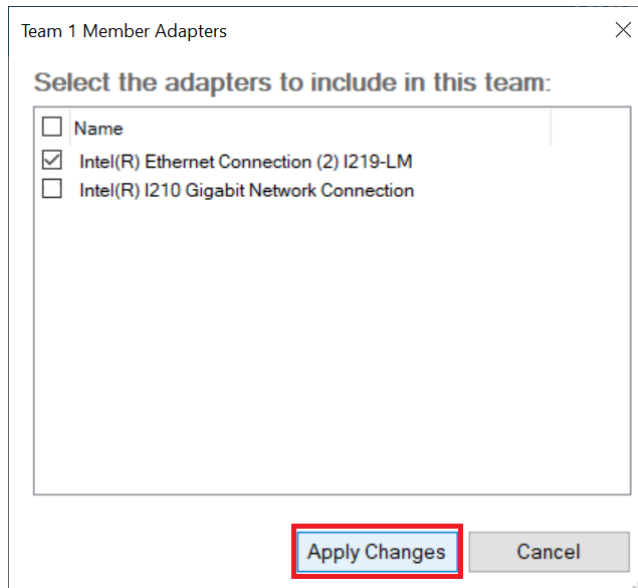 Team 1 Member Adapters
Select the adapters to include in this team:
Name
Intel(R) Ethernet Connection (2) I219-LM
Intel(R) I210 Gigabit Network Connection
Apply Changes
Cancel